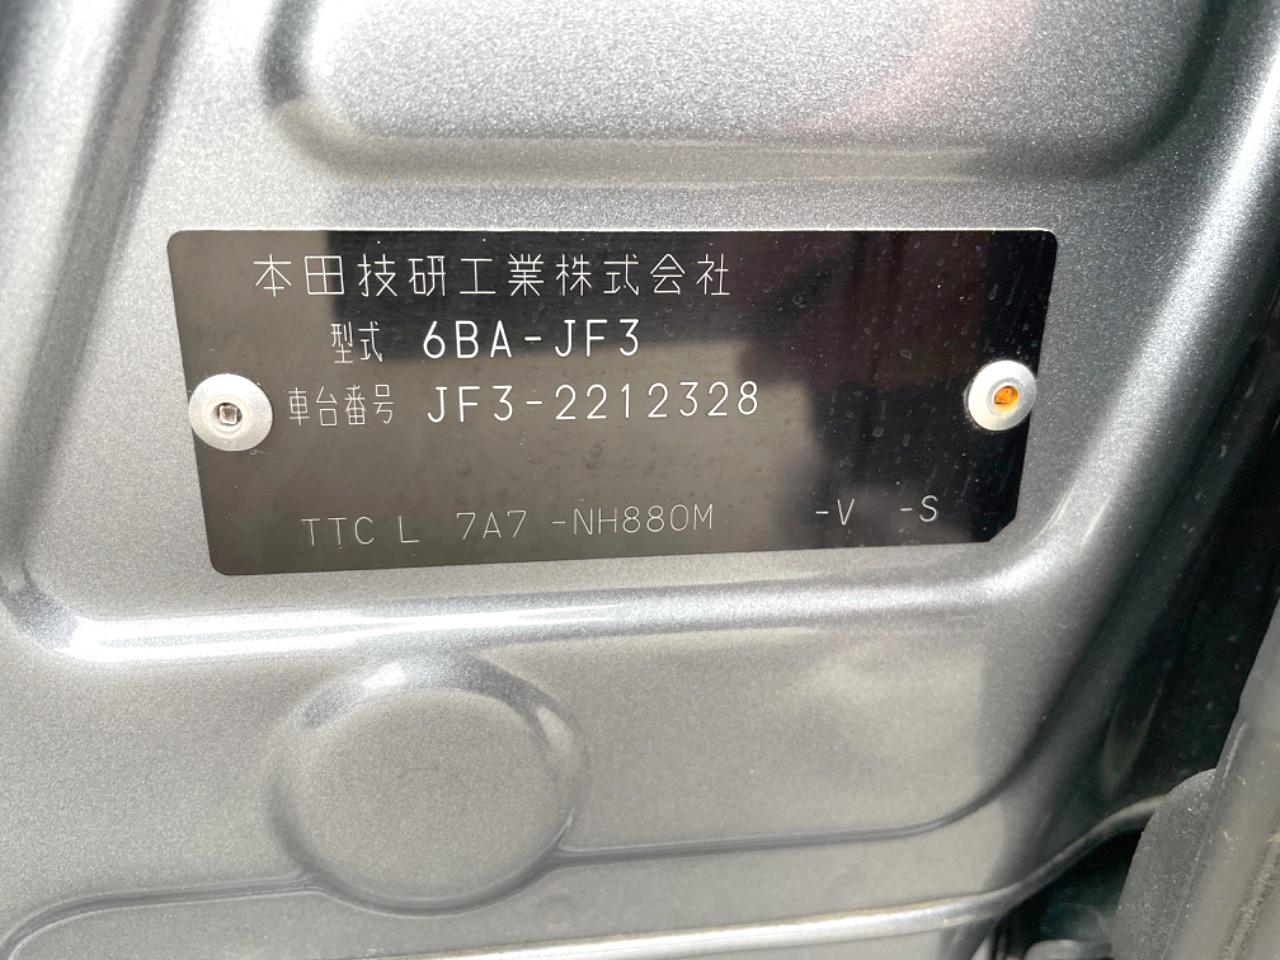 本田技研工業株式会社
型式 6BA-JF3
車台番号 JF3-2212328
TTC L 7A7 -NH880M -V -S